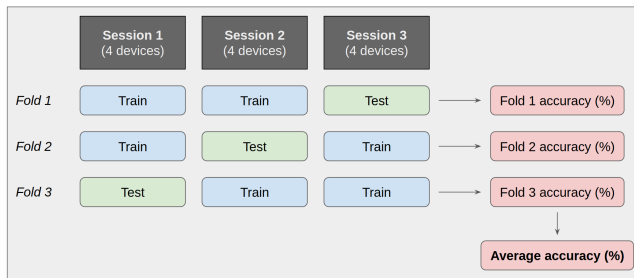 Session 1
(4 devices)
Session 2
(4 devices)
Session 3
(4 devices)
Fold 1
Train
Train
Test
Fold 1 accuracy (%)
Fold 2
Train
Test
Train
Fold 2 accuracy (%)
Fold 3
Test
Train
Train
Fold 3 accuracy (%)
Average accuracy (%)